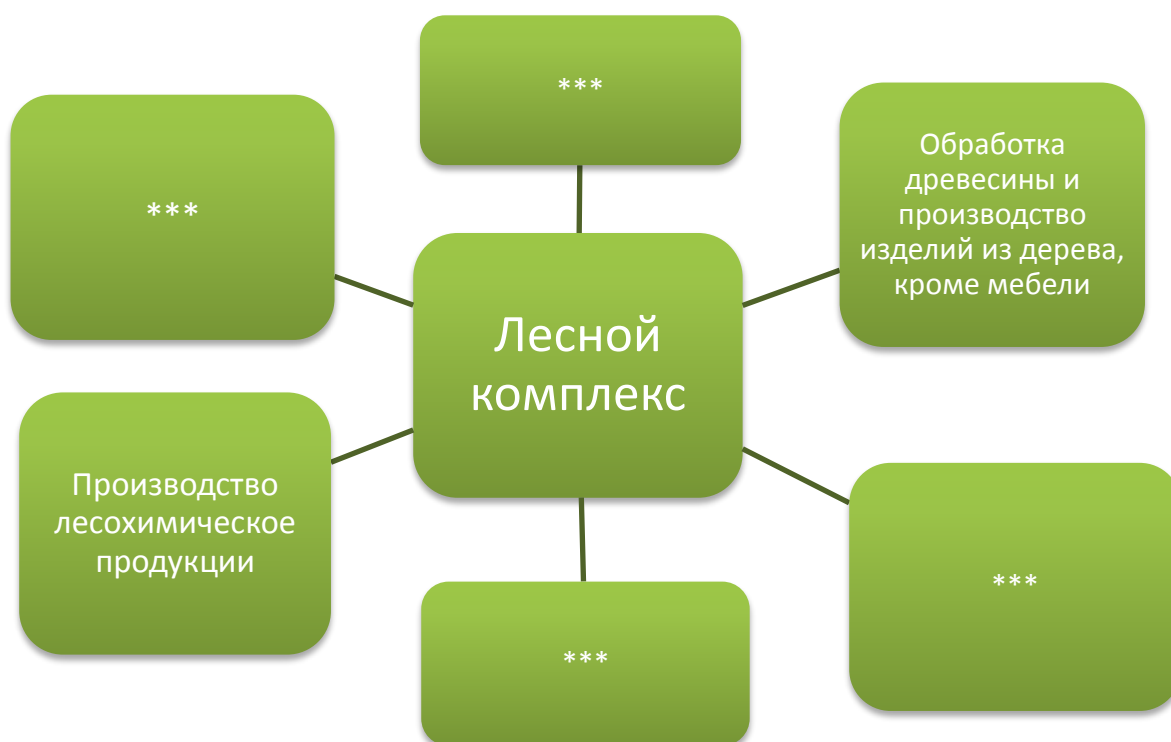 ***
***
Обработка
древесины и
производство
изделий из дерева,
кроме мебели
Лесной
комплекс
Производство
лесохимическое
продукции
***
***